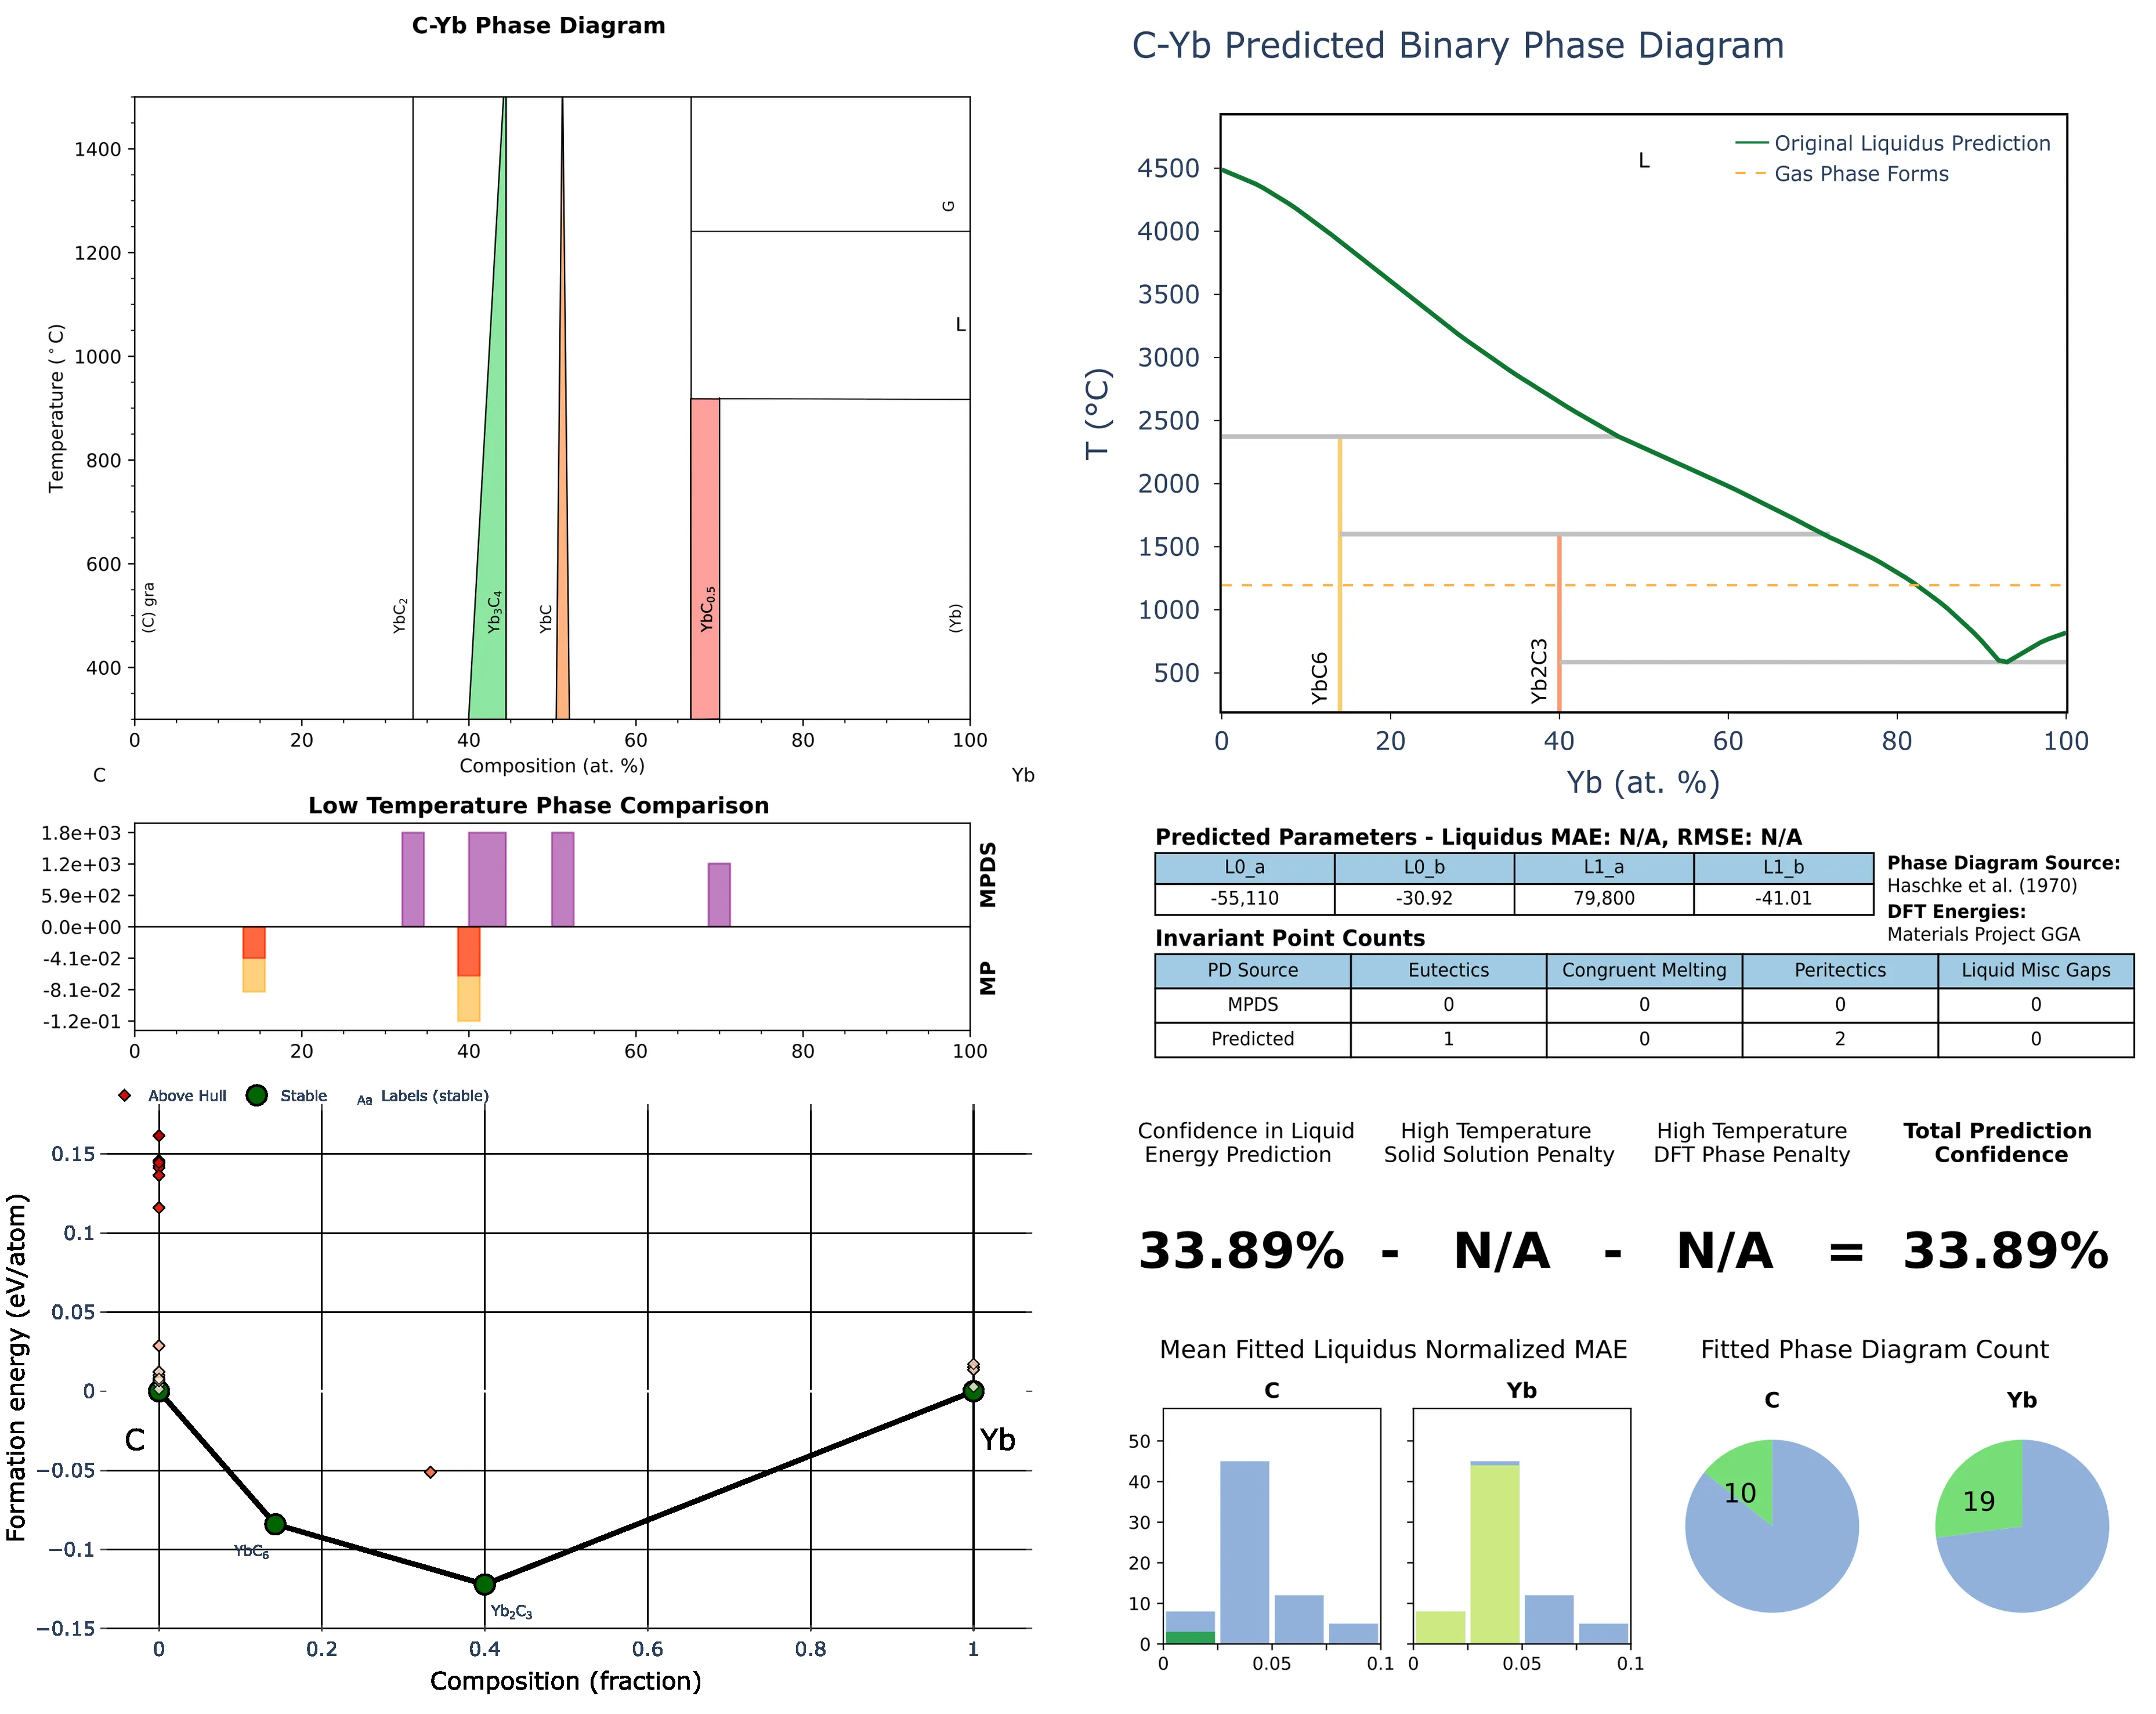 C-Yb Phase Diagram
1400
1200
1000
800
600
400
Temperature (°C)
(C) gra
YbC2
Yb3C4
YbC
YbC0.5
(Yb)
G
L
0 20 40 60 80 100
Composition (at. %)
C Yb
Low Temperature Phase Comparison
1.8e+03
1.2e+03
5.9e+02
0.0e+00
-4.1e-02
-8.1e-02
-1.2e-01
MPDS
MP
0 20 40 60 80 100
Above Hull Stable Aa Labels (stable)
0.15
0.1
0.05
0
−0.05
−0.1
−0.15
Formation energy (eV/atom)
C
Yb
YbC6
Yb2C3
0 0.2 0.4 0.6 0.8 1
Composition (fraction)
C-Yb Predicted Binary Phase Diagram
Original Liquidus Prediction
Gas Phase Forms
L
4500
4000
3500
3000
2500
2000
1500
1000
500
T (°C)
YbC6
Yb2C3
0 20 40 60 80 100
Yb (at. %)
Predicted Parameters - Liquidus MAE: N/A, RMSE: N/A
L0_a L0_b L1_a L1_b
-55,110 -30.92 79,800 -41.01
Phase Diagram Source:
Haschke et al. (1970)
DFT Energies:
Materials Project GGA
Invariant Point Counts
PD Source Eutectics Congruent Melting Peritectics Liquid Misc Gaps
MPDS 0 0 0 0
Predicted 1 0 2 0
Confidence in Liquid
Energy Prediction
High Temperature
Solid Solution Penalty
High Temperature
DFT Phase Penalty
Total Prediction
Confidence
33.89% - N/A - N/A = 33.89%
Mean Fitted Liquidus Normalized MAE
C
Yb
50
40
30
20
10
0
0 0.05 0.1
0 0.05 0.1
Fitted Phase Diagram Count
C
Yb
10
19